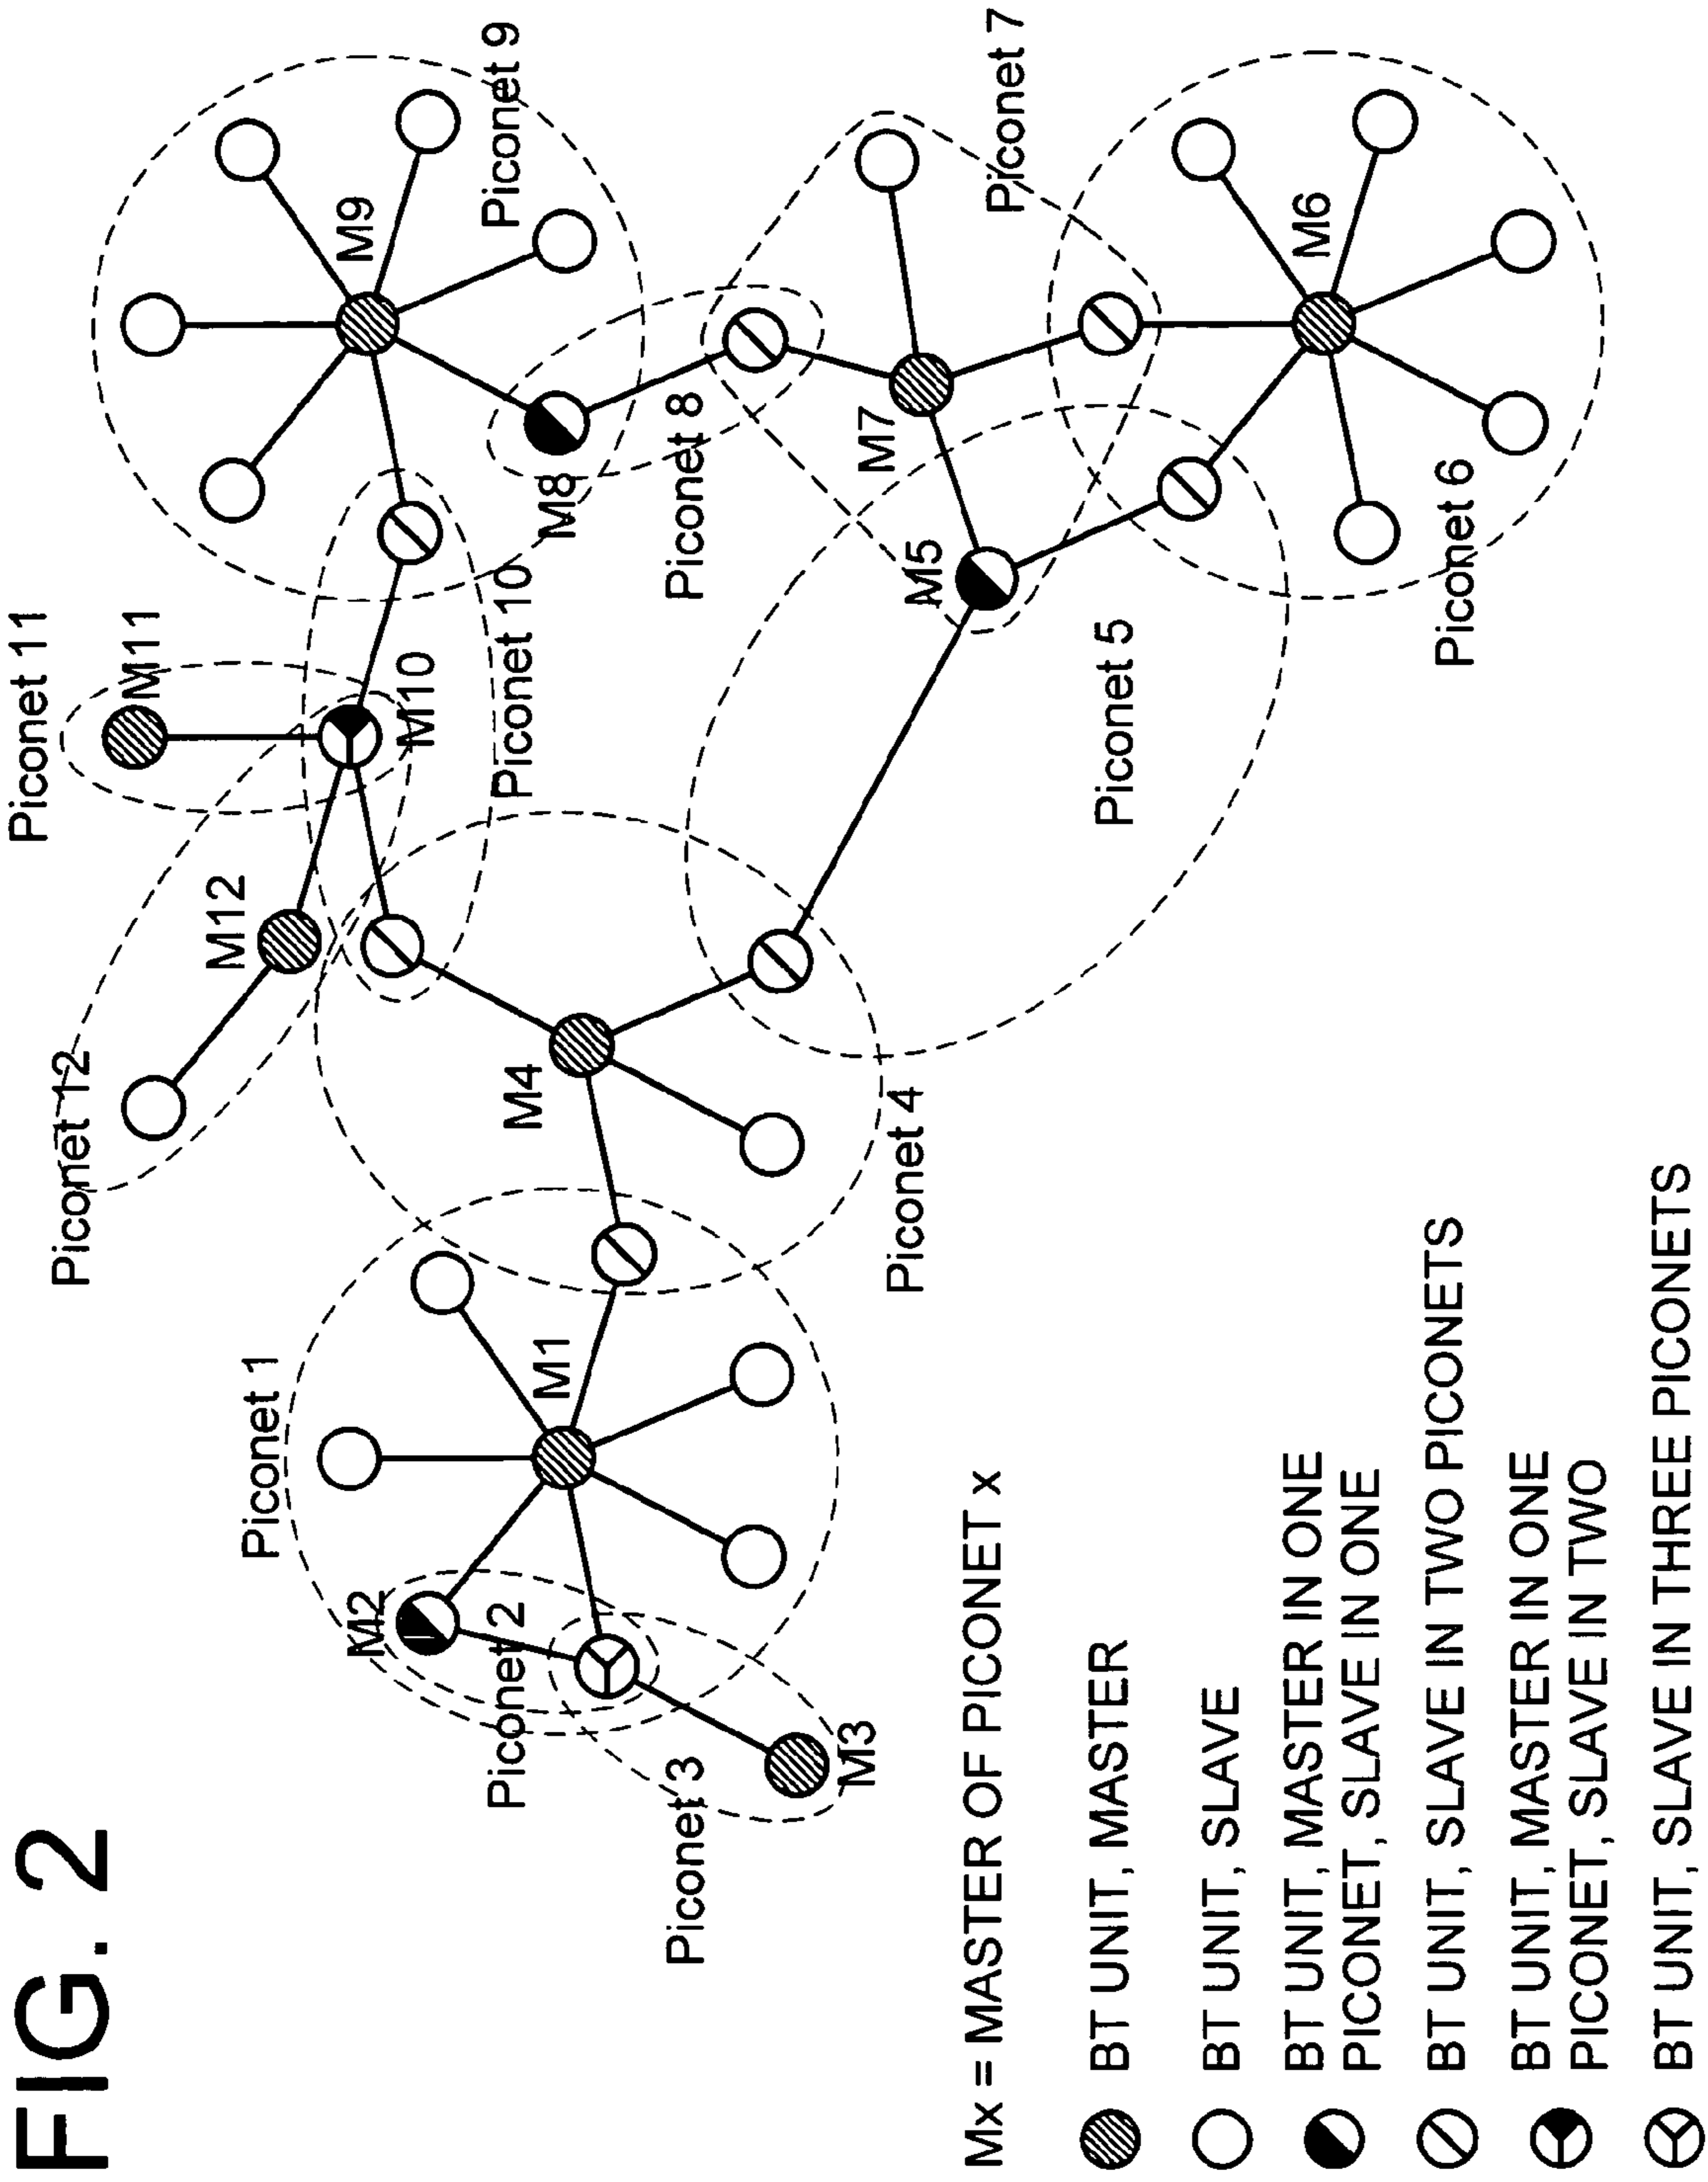 FIG. 2
Piconet 11
M11
Piconet 12
M12
M10
Piconet 10
M9
Piconet 9
Piconet 1
M1
M2
Piconet 2
Piconet 3
M3
M4
Piconet 4
M8
Piconet 8
M7
Piconet 7
M5
Piconet 5
M6
Piconet 6
Mx = MASTER OF PICONET x
BT UNIT, MASTER
BT UNIT, SLAVE
BT UNIT, MASTER IN ONE
PICONET, SLAVE IN ONE
BT UNIT, SLAVE IN TWO PICONETS
BT UNIT, MASTER IN ONE
PICONET, SLAVE IN TWO
BT UNIT, SLAVE IN THREE PICONETS